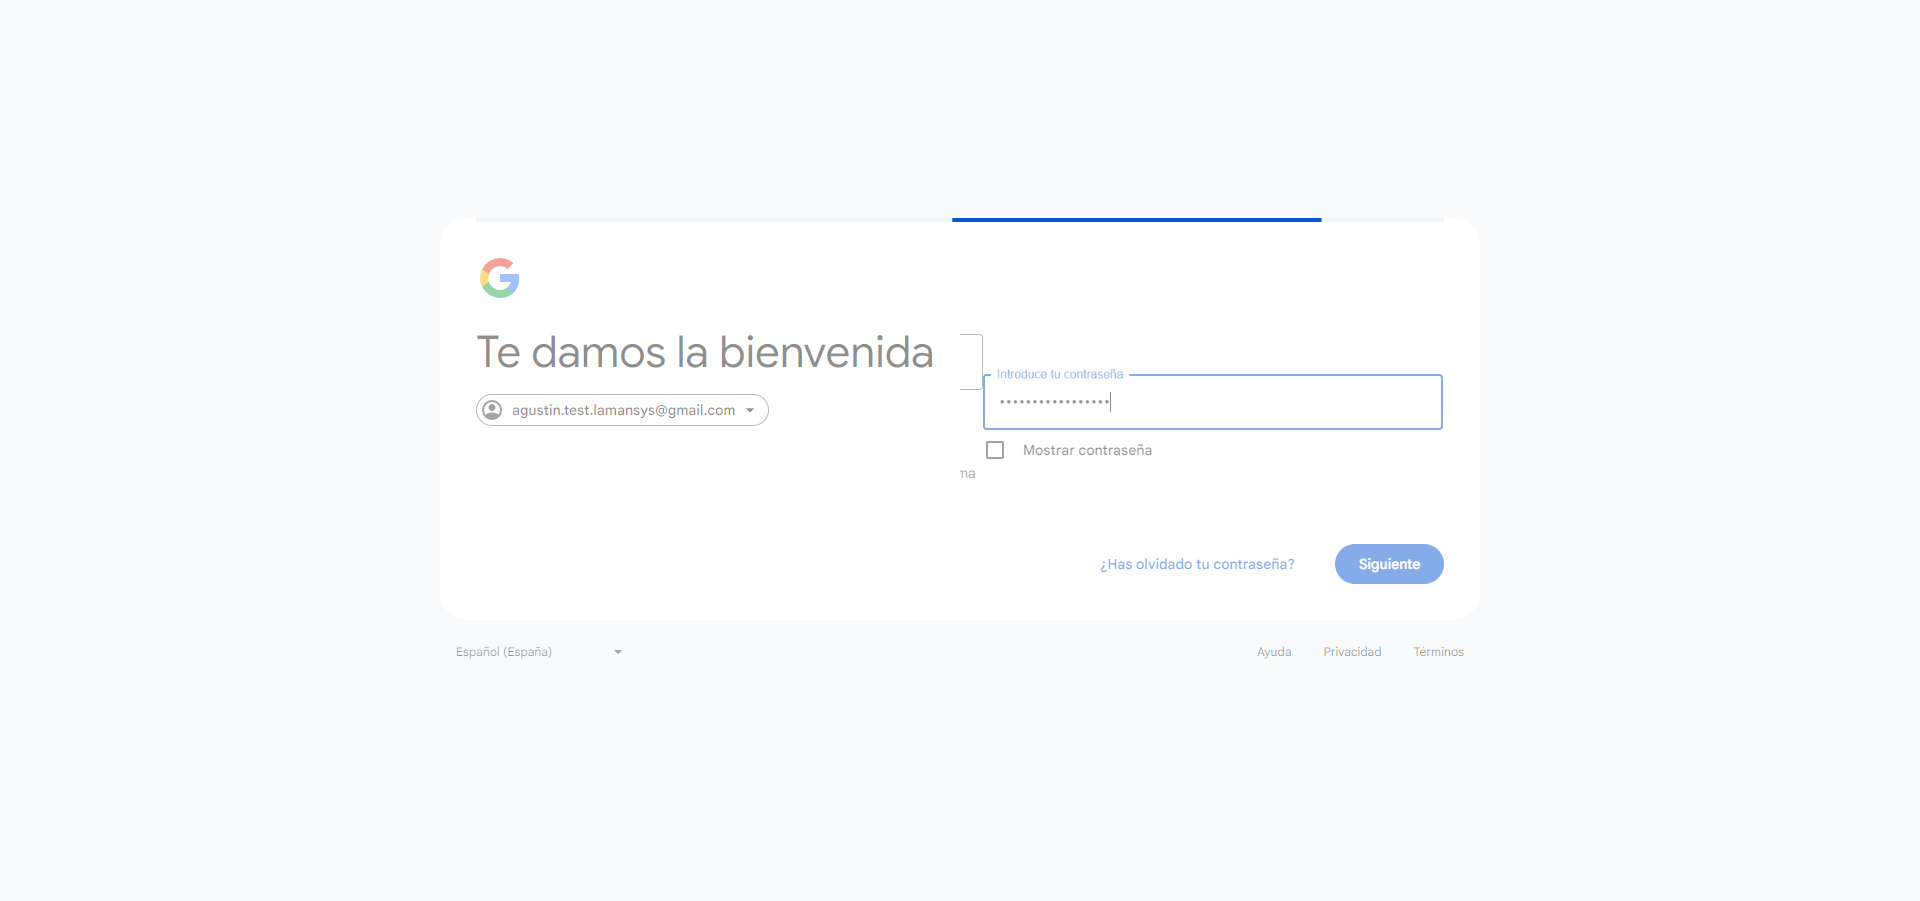 Te damos la bienvenida
agustin.test.lamansys@gmail.com
Introduce tu contraseña
•••••••••••••••••
Mostrar contraseña
ma
¿Has olvidado tu contraseña?
Siguiente
Español (España)
Ayuda
Privacidad
Términos